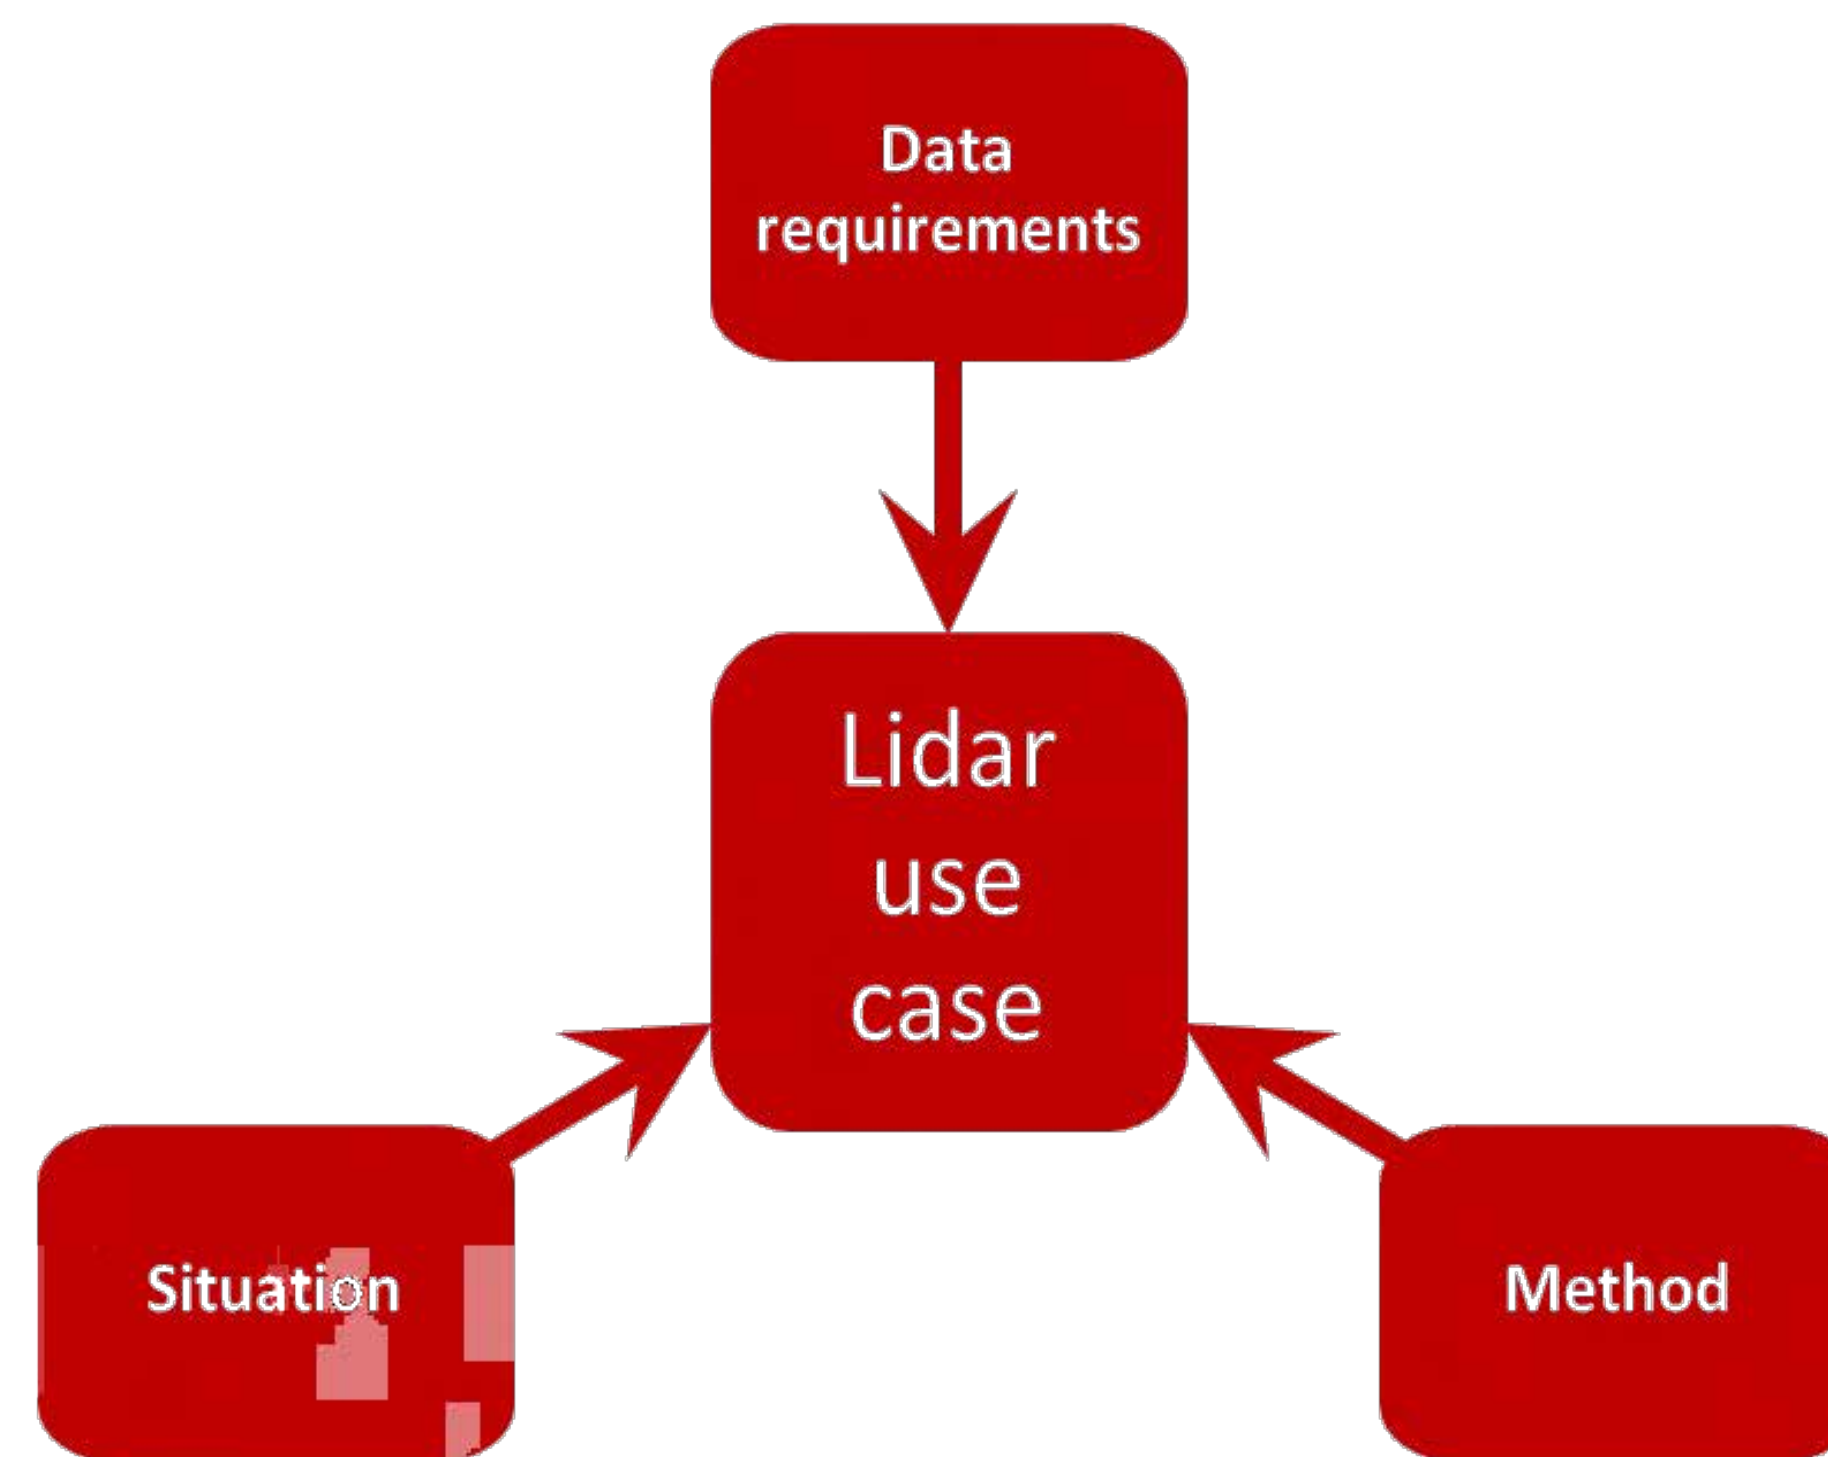 Data
requirements
Lidar
use
case
Situation
Method